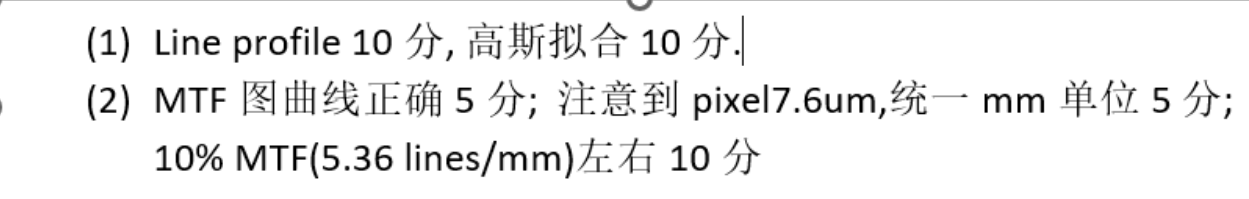 (1) Line profile 10 分, 高斯拟合 10 分.
(2) MTF 图曲线正确 5 分; 注意到 pixel7.6um,统一 mm 单位 5 分;
10% MTF(5.36 lines/mm)左右 10 分